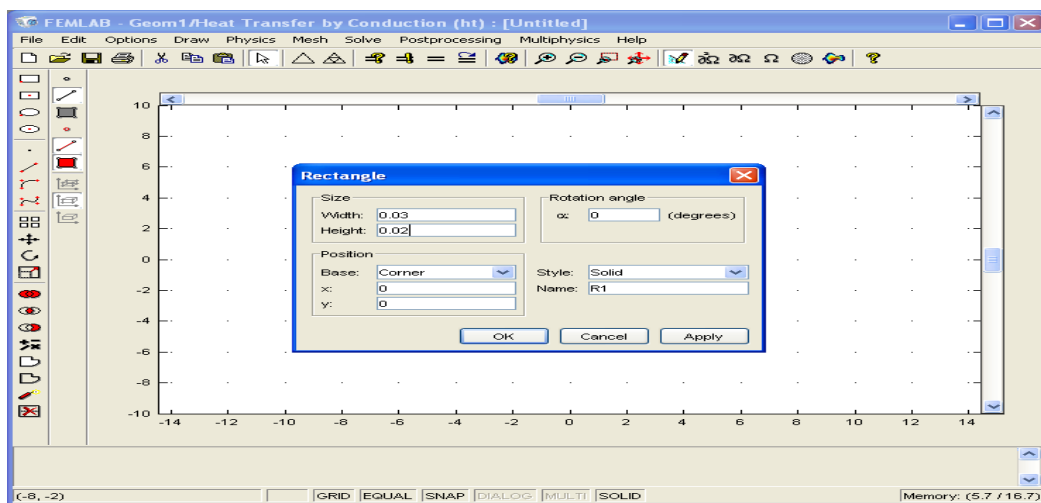 FEMLAB - Geom1/Heat Transfer by Conduction (ht) : [Untitled]
File Edit Options Draw Physics Mesh Solve Postprocessing Multiphysics Help
10
8
6
4
2
0
-2
-4
-6
-8
-10
-14 -12 -10 -8 -6 -4 -2 0 2 4 6 8 10 12 14
Rectangle
Size
Width: 0.03
Height: 0.02
Rotation angle
α: 0 (degrees)
Position
Base: Corner
x: 0
y: 0
Style: Solid
Name: R1
OK Cancel Apply
(-8, -2) GRID EQUAL SNAP DIALOG MULTI SOLID Memory: (5.7 / 16.7)